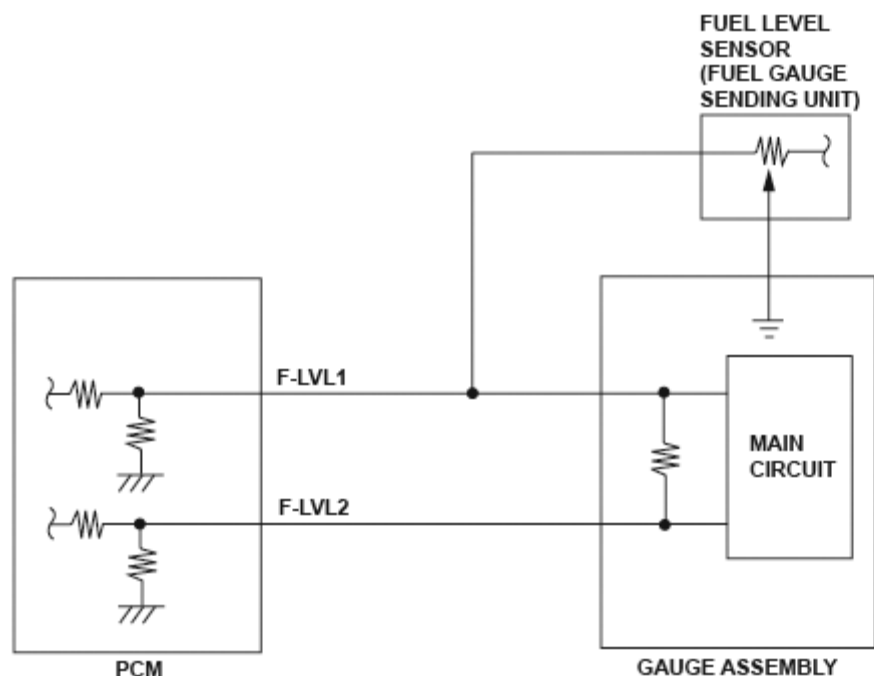 FUEL LEVEL
SENSOR
(FUEL GAUGE
SENDING UNIT)
F-LVL1
MAIN
CIRCUIT
F-LVL2
PCM
GAUGE ASSEMBLY